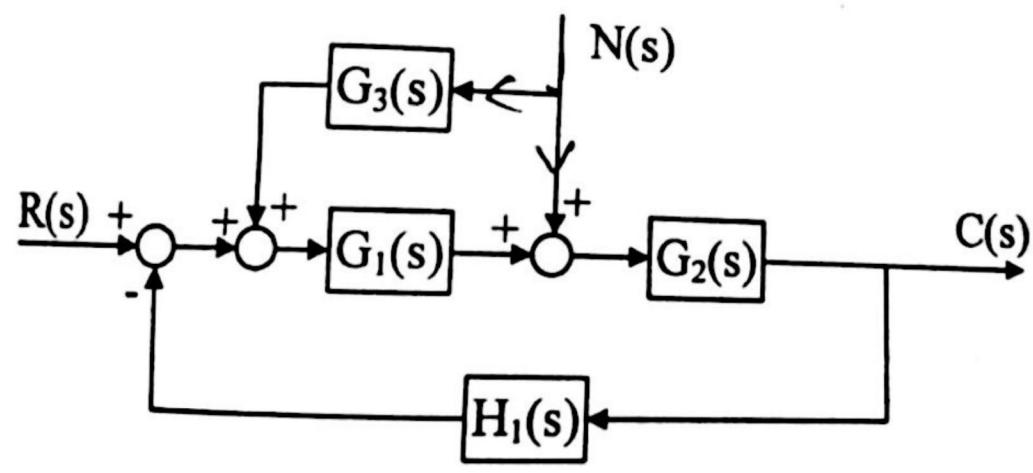 N(s)
G₃(s)
R(s) + + + G₁(s) + + G₂(s) C(s)
-
H₁(s)